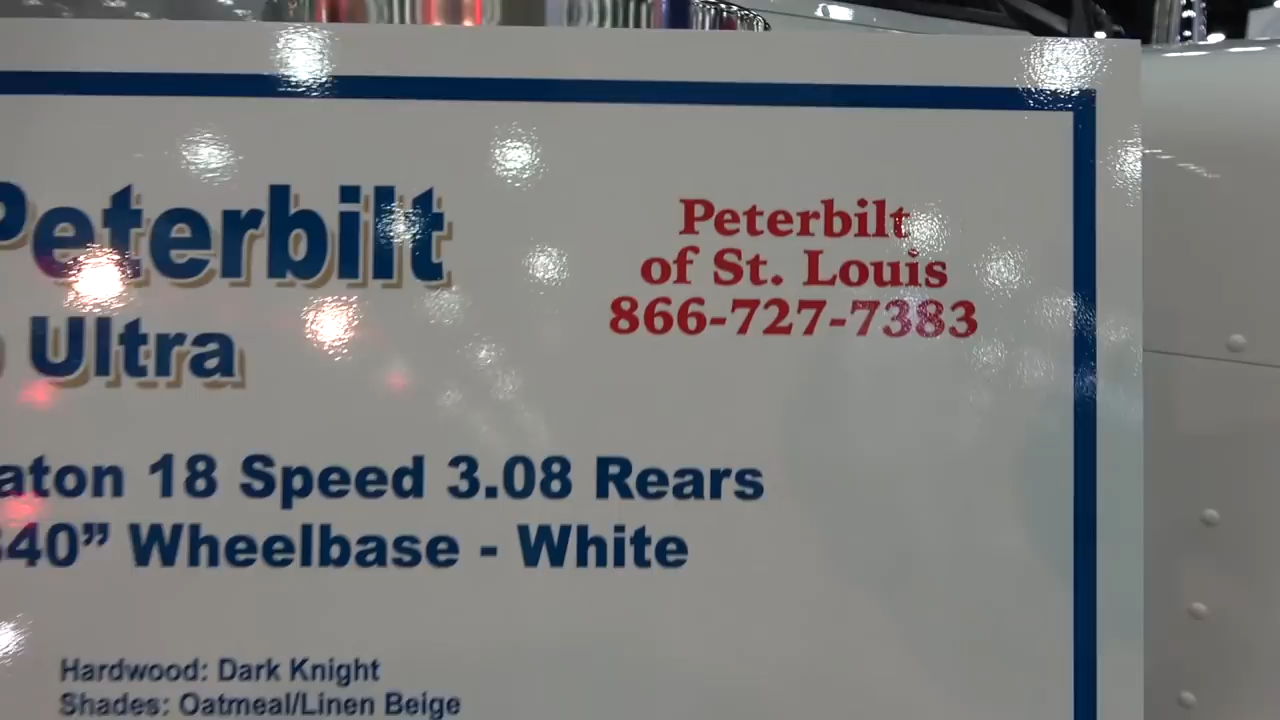 Peterbilt
Ultra
Peterbilt
of St. Louis
866-727-7383
aton 18 Speed 3.08 Rears
40” Wheelbase - White
Hardwood: Dark Knight
Shades: Oatmeal/Linen Beige